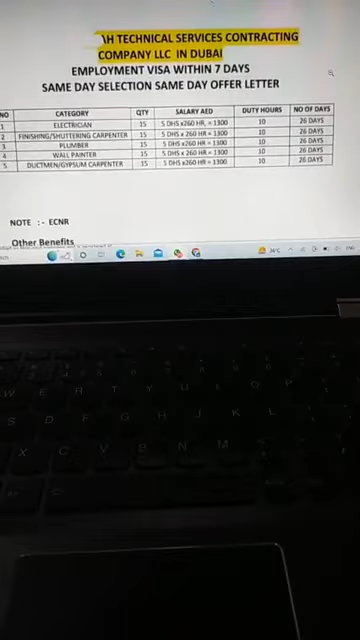 AH TECHNICAL SERVICES CONTRACTING
COMPANY LLC IN DUBAI
EMPLOYMENT VISA WITHIN 7 DAYS
SAME DAY SELECTION SAME DAY OFFER LETTER
NO CATEGORY QTY SALARY AED DUTY HOURS NO OF DAYS
1 ELECTRICIAN 15 5 DHS x260 HR, = 1300 10 26 DAYS
2 FINISHING/SHUTTERING CARPENTER 15 5 DHS x 260 HR = 1300 10 26 DAYS
3 PLUMBER 15 5 DHS x260 HR = 1300 10 26 DAYS
4 WALL PAINTER 15 5 DHS x260 HR = 1300 10 26 DAYS
5 DUCTMEN/GYPSUM CARPENTER 15 5 DHS x260 HR = 1300 10 26 DAYS
NOTE :- ECNR
Other Benefits
W E R T Y U I O P
S D F G H J K L
X C V B N M